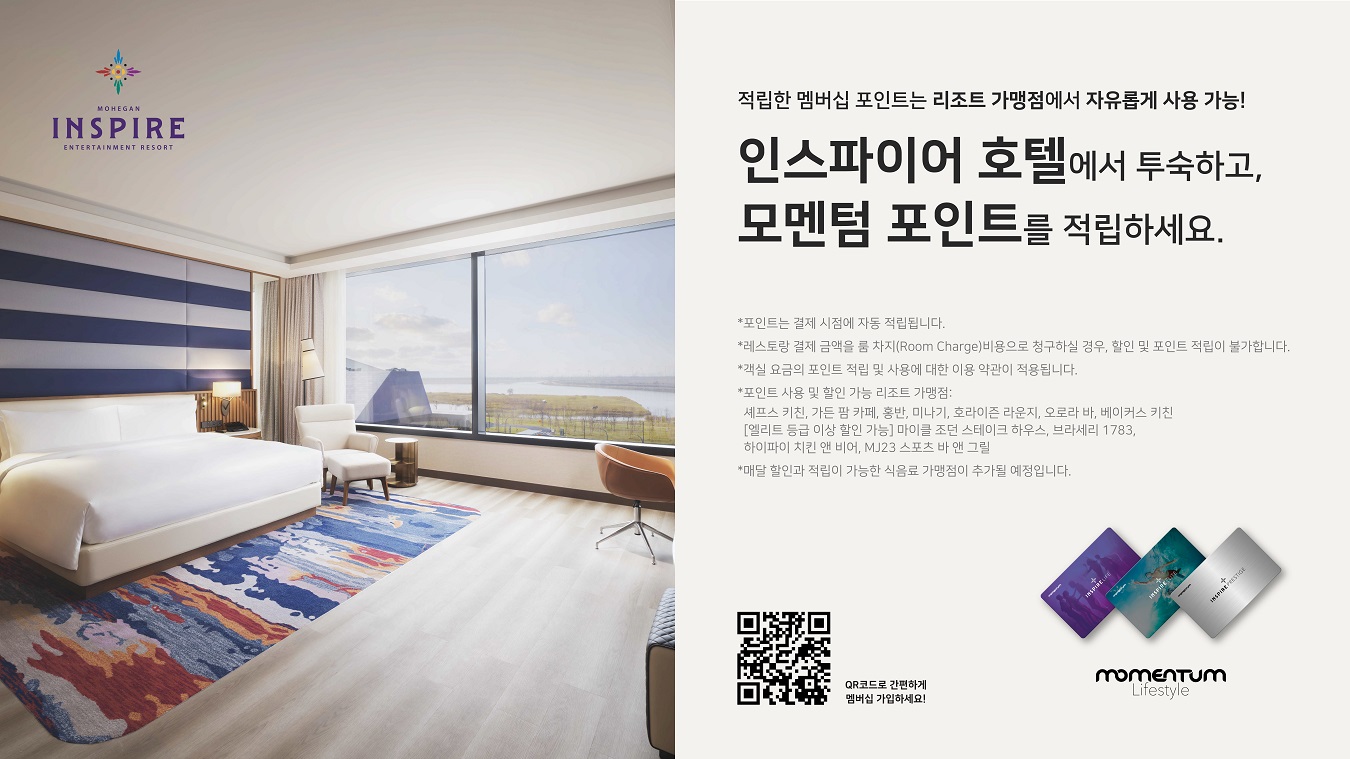 MOHEGAN
INSPIRE
ENTERTAINMENT RESORT
적립한 멤버십 포인트는 리조트 가맹점에서 자유롭게 사용 가능!
인스파이어 호텔에서 투숙하고,
모멘텀 포인트를 적립하세요.
*포인트는 결제 시점에 자동 적립됩니다.
*레스토랑 결제 금액을 룸 차지(Room Charge)비용으로 청구하실 경우, 할인 및 포인트 적립이 불가합니다.
*객실 요금의 포인트 적립 및 사용에 대한 이용 약관이 적용됩니다.
*포인트 사용 및 할인 가능 리조트 가맹점:
셰프스 키친, 가든 팜 카페, 홍반, 미나기, 호라이즌 라운지, 오로라 바, 베이커스 키친
[엘리트 등급 이상 할인 가능] 마이클 조던 스테이크 하우스, 브라세리 1783,
하이파이 치킨 앤 비어, MJ23 스포츠 바 앤 그릴
*매달 할인과 적립이 가능한 식음료 가맹점이 추가될 예정입니다.
INSPIRE LIFE
INSPIRE
INSPIRE PRESTIGE
QR코드로 간편하게
멤버십 가입하세요!
MOMENTUM
Lifestyle